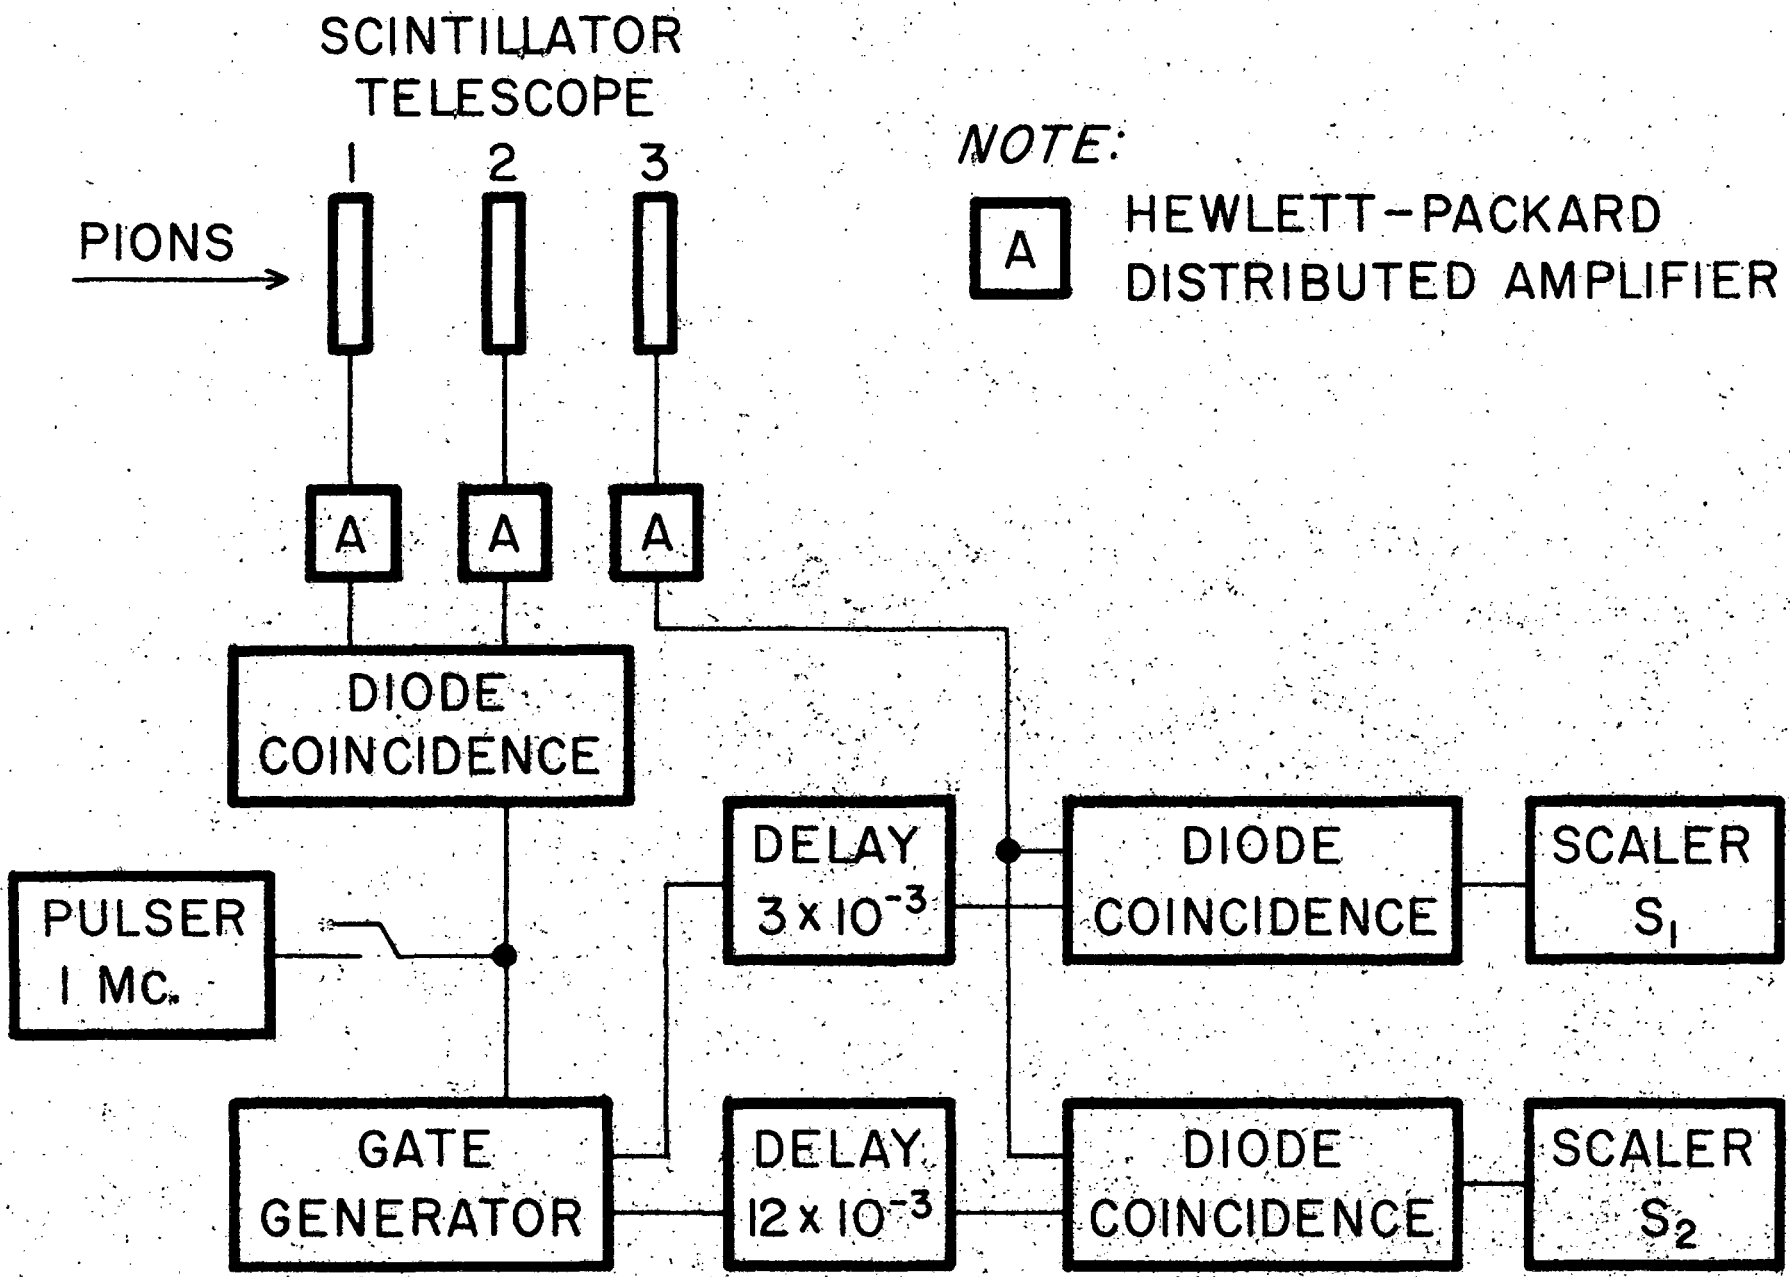 SCINTILLATOR
TELESCOPE
1 2 3
PIONS
NOTE:
A HEWLETT-PACKARD
DISTRIBUTED AMPLIFIER
A A A
DIODE
COINCIDENCE
PULSER
1 MC.
DELAY
3 x 10⁻³
DIODE
COINCIDENCE
SCALER
S₁
GATE
GENERATOR
DELAY
12 x 10⁻³
DIODE
COINCIDENCE
SCALER
S₂